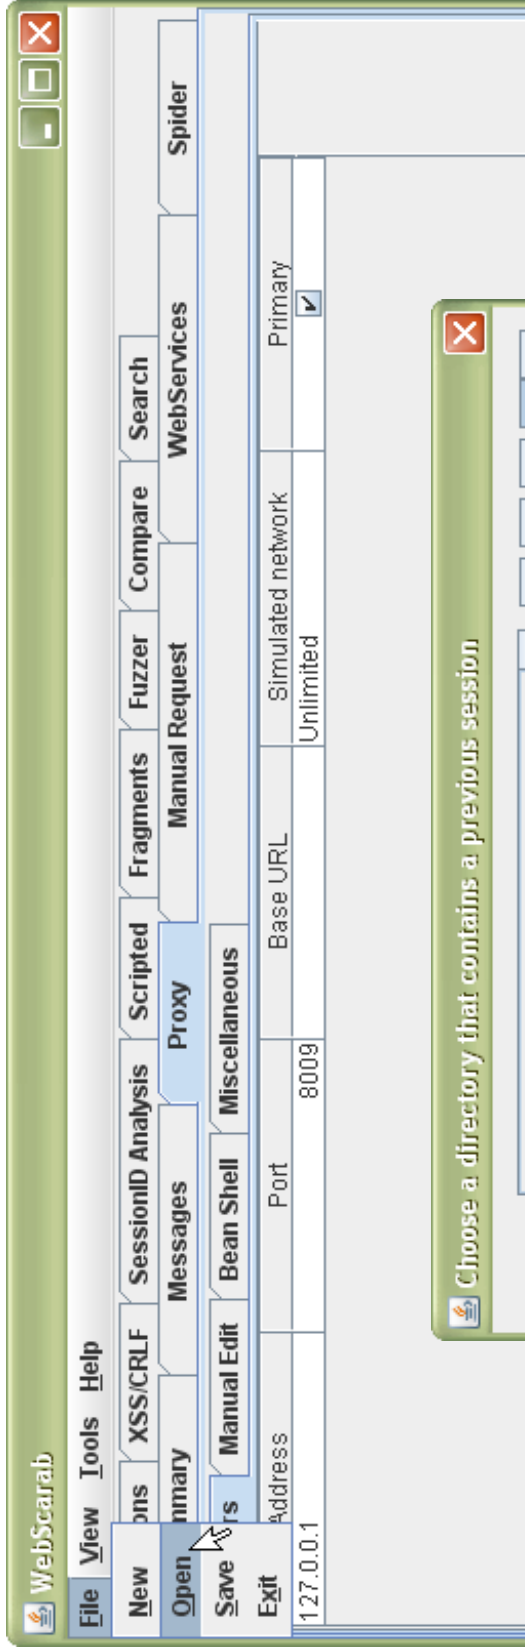 WebScarab
File View Tools Help
New ons XSS/CRLF SessionID Analysis Scripted Fragments Fuzzer Compare Search
Open mmary Messages Proxy Manual Request WebServices Spider
Save rs Manual Edit Bean Shell Miscellaneous
Exit Address Port Base URL Simulated network Primary
127.0.0.1 8009 Unlimited
Choose a directory that contains a previous session